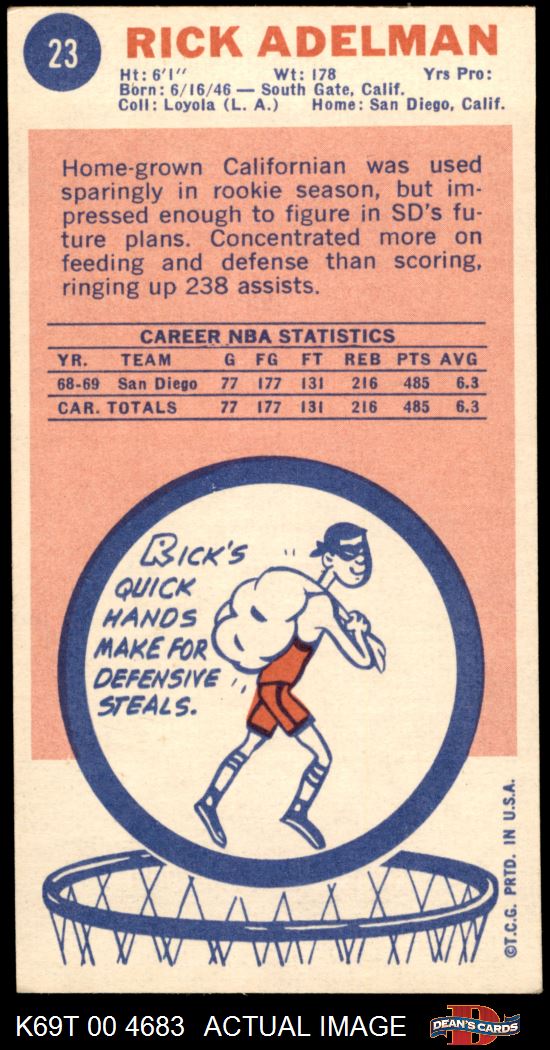 23
RICK ADELMAN
Ht: 6'1" Wt: 178 Yrs Pro:
Born: 6/16/46 — South Gate, Calif.
Coll: Loyola (L. A.) Home: San Diego, Calif.
Home-grown Californian was used
sparingly in rookie season, but im-
pressed enough to figure in SD's fu-
ture plans. Concentrated more on
feeding and defense than scoring,
ringing up 238 assists.
CAREER NBA STATISTICS
YR. TEAM G FG FT REB PTS AVG
68-69 San Diego 77 177 131 216 485 6.3
CAR. TOTALS 77 177 131 216 485 6.3
RICK'S
QUICK
HANDS
MAKE FOR
DEFENSIVE
STEALS.
©T.C.G. PRTD. IN U.S.A.
K69T 00 4683 ACTUAL IMAGE
D
DEAN'S CARDS